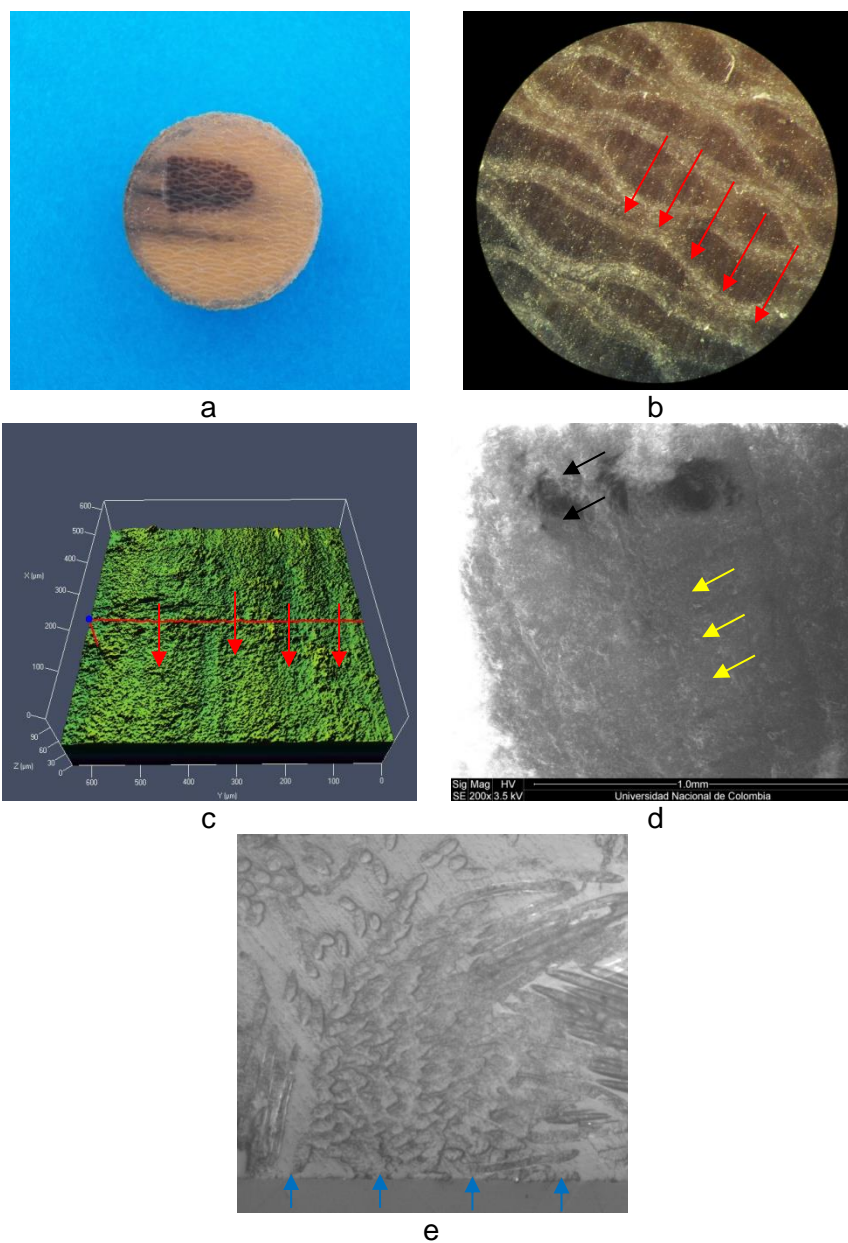 a
b
600
500
400
X [µm]
300
200
100
0
90
60
Z [µm]
30
0
600
500
400
300
200
100
0
Y [µm]
c
Sig Mag HV
1.0mm
SE 200x 3.5 kV
Universidad Nacional de Colombia
d
e